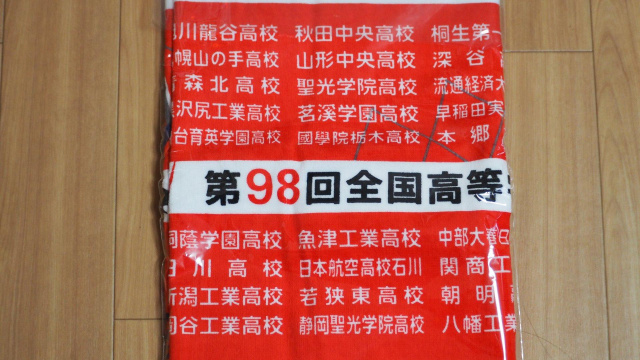 川龍谷高校 秋田中央高校 桐生第一
幌山の手高校 山形中央高校 深谷
森北高校 聖光学院高校 流通経済大
沢尻工業高校 茗溪学園高校 早稲田実
台育英学園高校 國學院栃木高校 本郷
第98回全国高等
桐蔭学園高校 魚津工業高校 中部大春日
白川高校 日本航空高校石川 関商工
新潟工業高校 若狭東高校 朝明
岡谷工業高校 静岡聖光学院高校 八幡工業